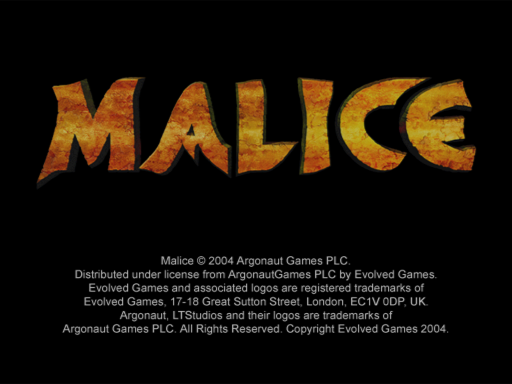 MALICE
Malice © 2004 Argonaut Games PLC.
Distributed under license from ArgonautGames PLC by Evolved Games.
Evolved Games and associated logos are registered trademarks of
Evolved Games, 17-18 Great Sutton Street, London, EC1V 0DP, UK.
Argonaut, LTStudios and their logos are trademarks of
Argonaut Games PLC. All Rights Reserved. Copyright Evolved Games 2004.